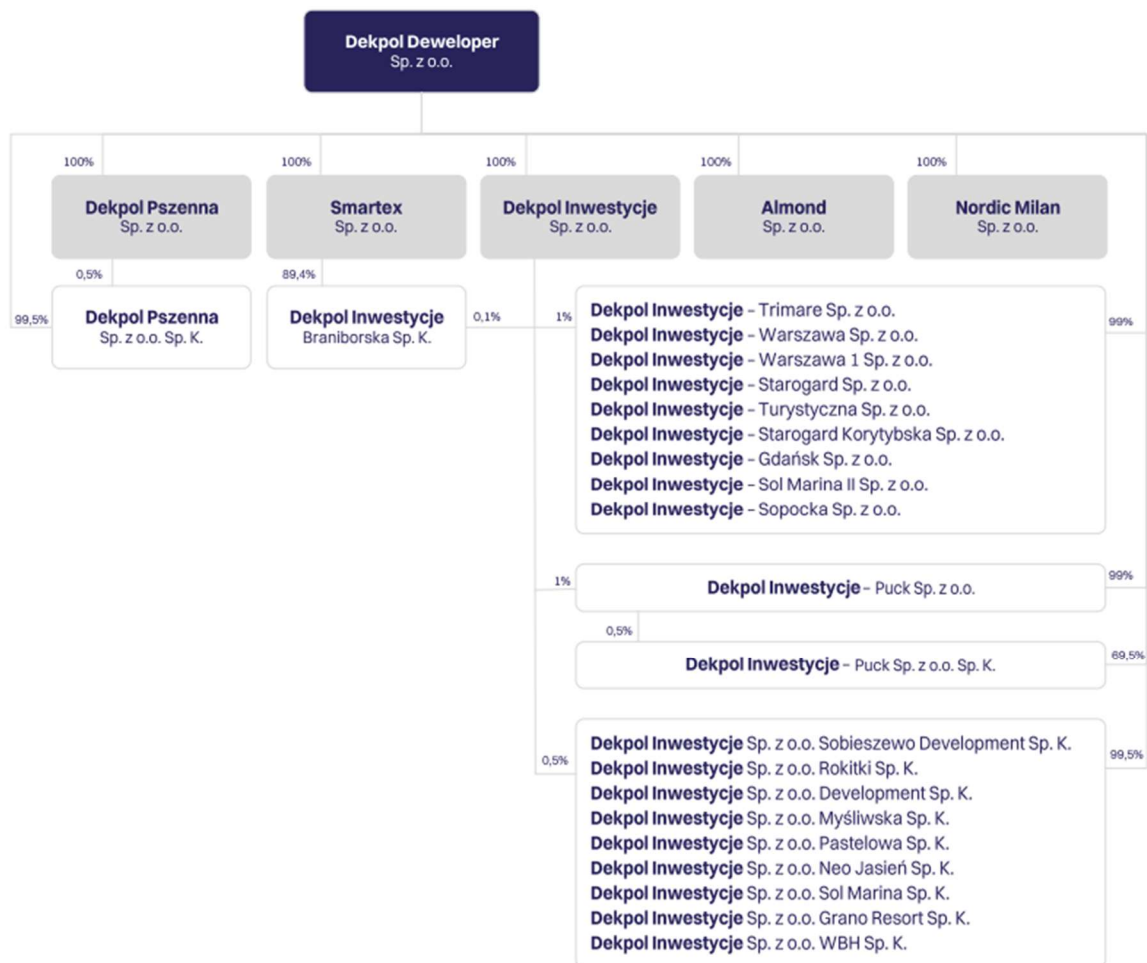 Dekpol Deweloper
Sp. z o.o.
100%
100%
100%
100%
100%
Dekpol Pszenna
Sp. z o.o.
Smartex
Sp. z o.o.
Dekpol Inwestycje
Sp. z o.o.
Almond
Sp. z o.o.
Nordic Milan
Sp. z o.o.
0,5%
89,4%
99,5%
Dekpol Pszenna
Sp. z o.o. Sp. K.
Dekpol Inwestycje
Braniborska Sp. K.
0,1%
1%
Dekpol Inwestycje – Trimare Sp. z o.o.
Dekpol Inwestycje – Warszawa Sp. z o.o.
Dekpol Inwestycje – Warszawa 1 Sp. z o.o.
Dekpol Inwestycje – Starogard Sp. z o.o.
Dekpol Inwestycje – Turystyczna Sp. z o.o.
Dekpol Inwestycje – Starogard Korytybska Sp. z o.o.
Dekpol Inwestycje – Gdańsk Sp. z o.o.
Dekpol Inwestycje – Sol Marina II Sp. z o.o.
Dekpol Inwestycje – Sopocka Sp. z o.o.
99%
1%
Dekpol Inwestycje – Puck Sp. z o.o.
99%
0,5%
Dekpol Inwestycje – Puck Sp. z o.o. Sp. K.
69,5%
0,5%
Dekpol Inwestycje Sp. z o.o. Sobieszewo Development Sp. K.
Dekpol Inwestycje Sp. z o.o. Rokitki Sp. K.
Dekpol Inwestycje Sp. z o.o. Development Sp. K.
Dekpol Inwestycje Sp. z o.o. Myśliwska Sp. K.
Dekpol Inwestycje Sp. z o.o. Pastelowa Sp. K.
Dekpol Inwestycje Sp. z o.o. Neo Jasień Sp. K.
Dekpol Inwestycje Sp. z o.o. Sol Marina Sp. K.
Dekpol Inwestycje Sp. z o.o. Grano Resort Sp. K.
Dekpol Inwestycje Sp. z o.o. WBH Sp. K.
99,5%